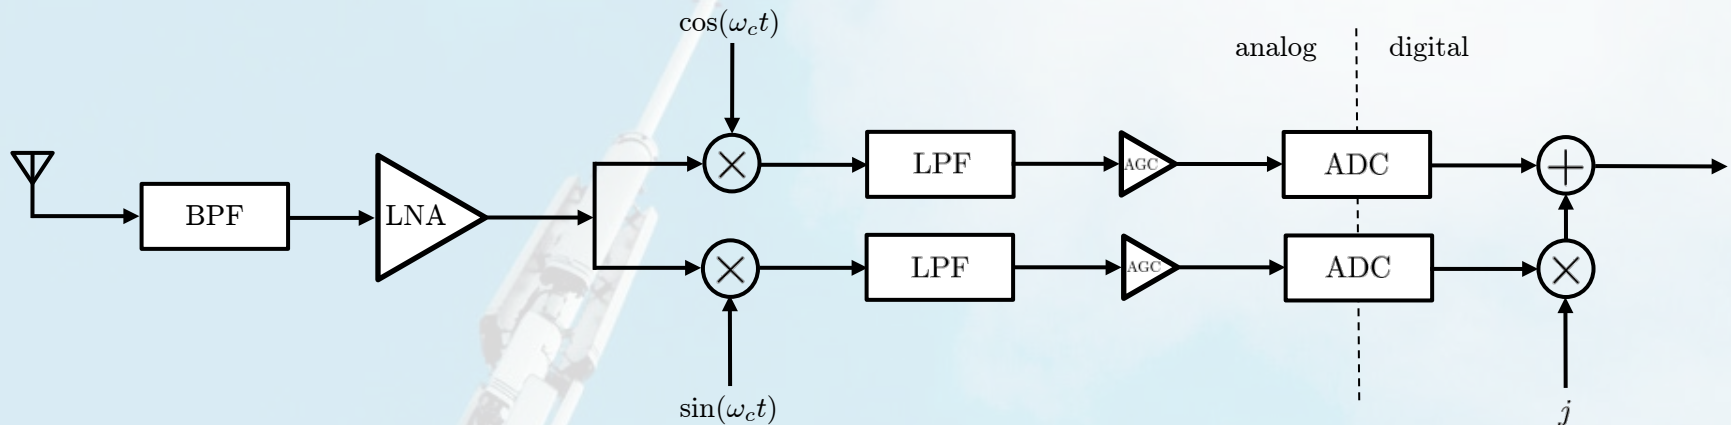 cos(ω_c t)
analog
digital
LPF
AGC
ADC
+
BPF
LNA
×
LPF
AGC
ADC
×
×
sin(ω_c t)
j